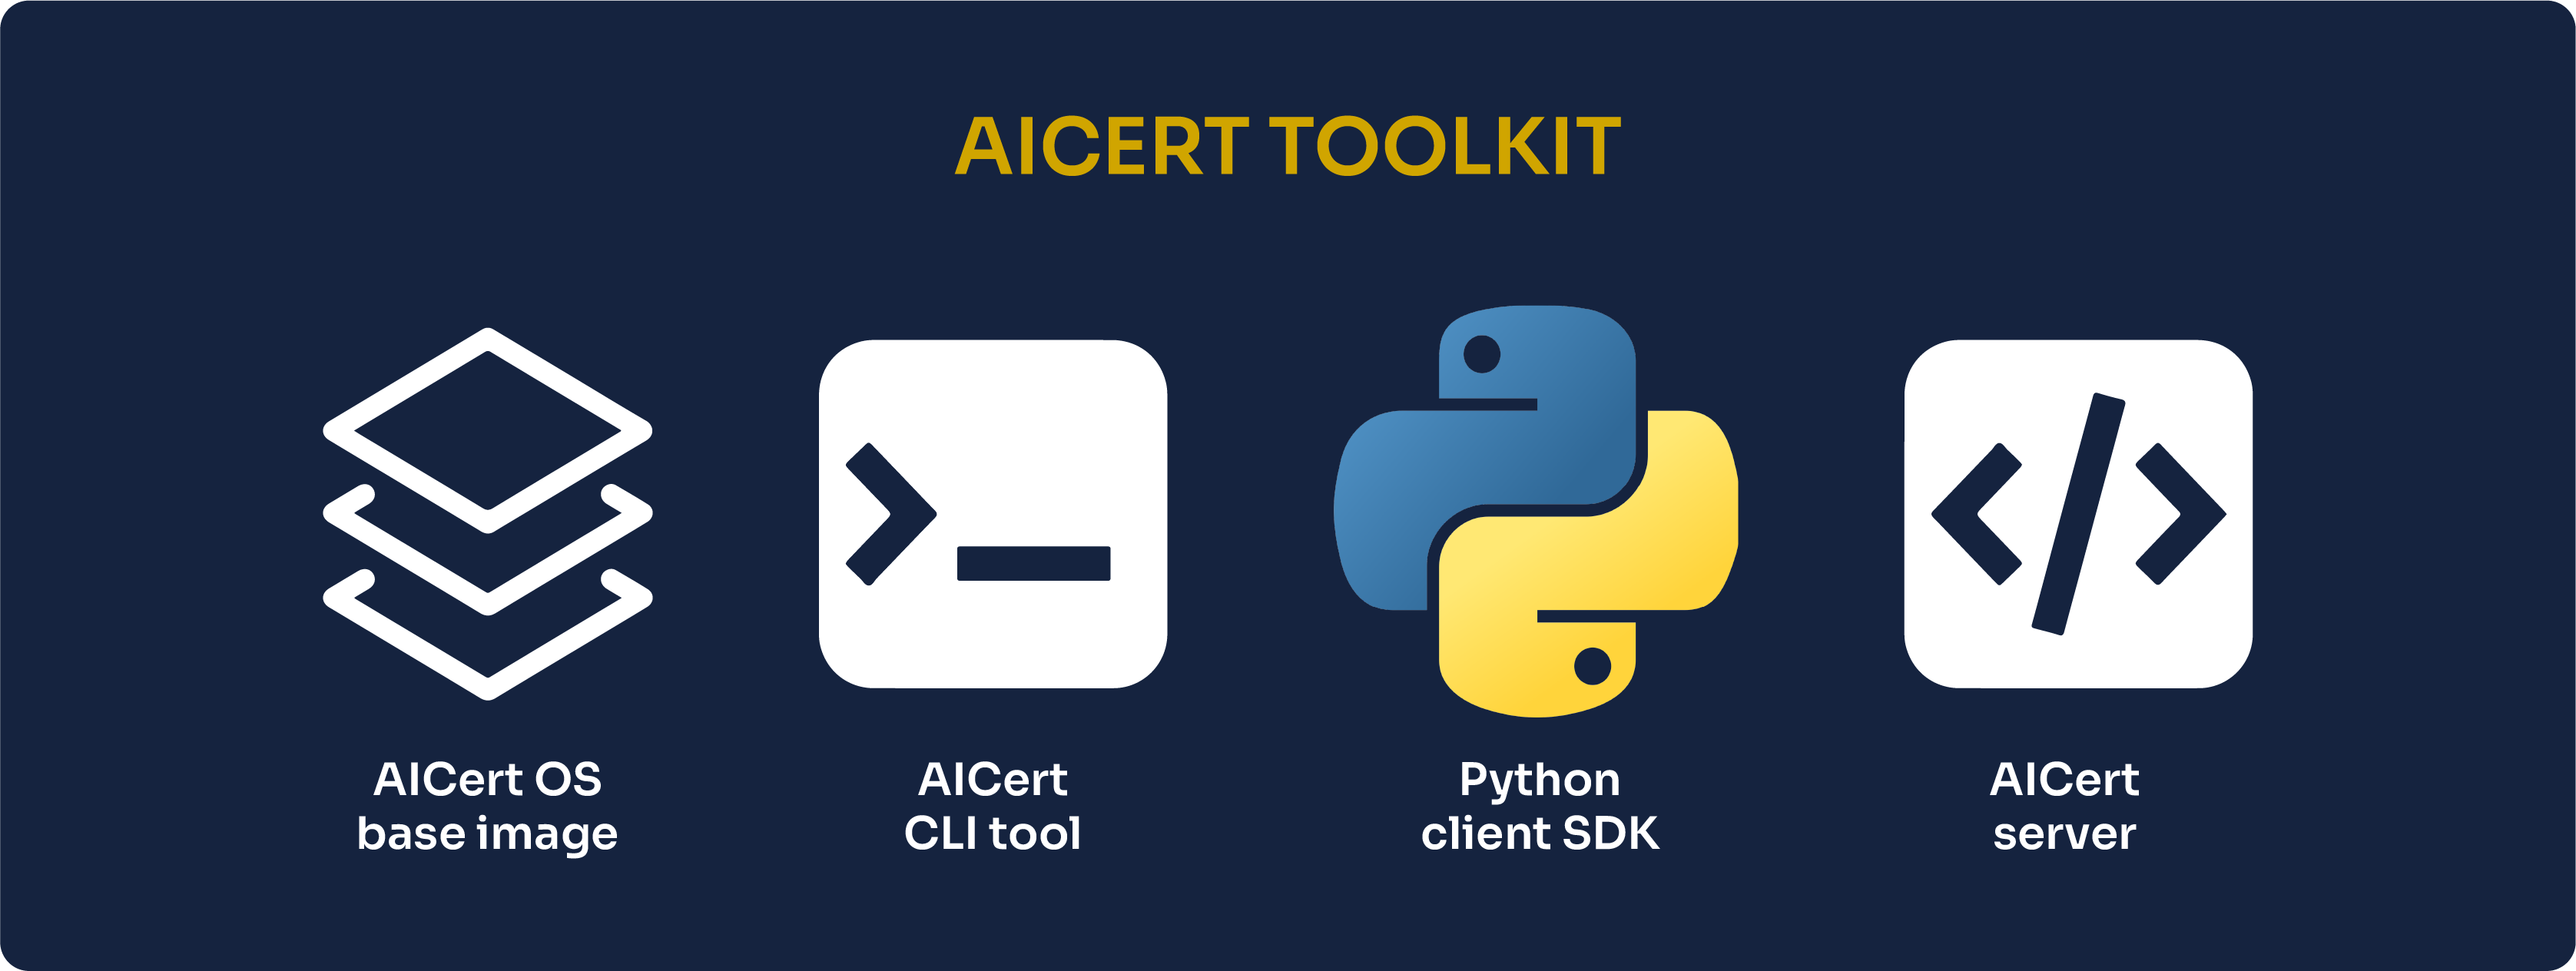 AICERT TOOLKIT
AICert OS
base image
AICert
CLI tool
Python
client SDK
AICert
server